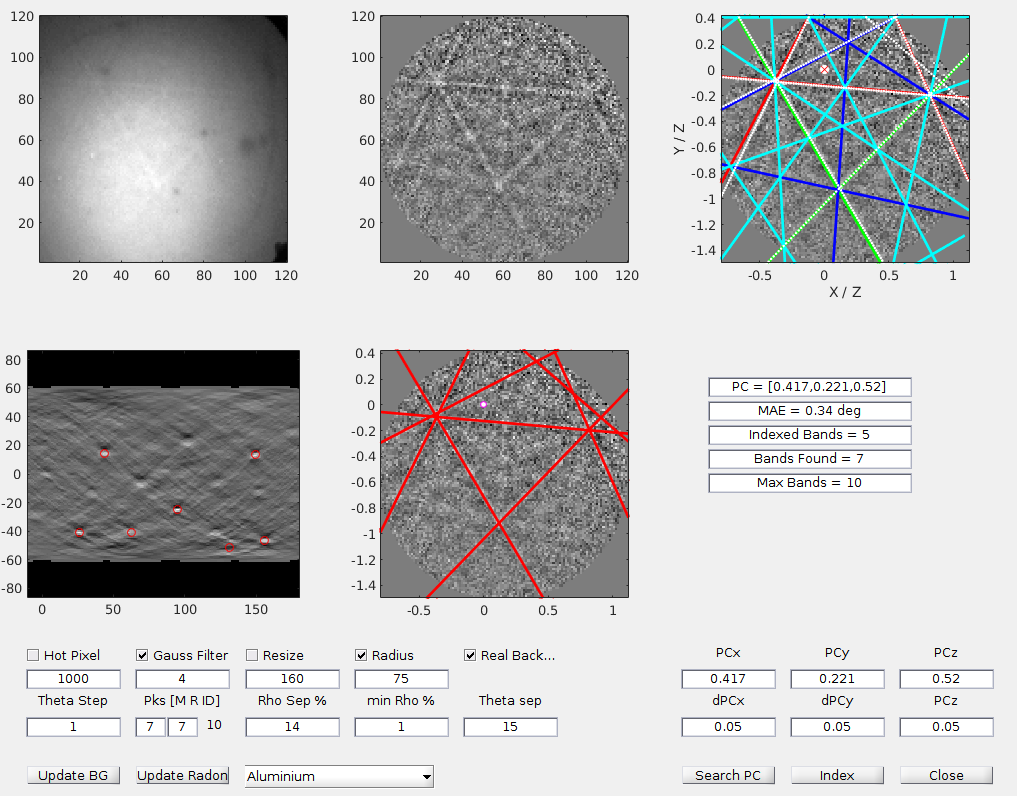 120
100
80
60
40
20
20 40 60 80 100 120
120
100
80
60
40
20
20 40 60 80 100 120
0.4
0.2
0
-0.2
-0.4
-0.6
-0.8
-1
-1.2
-1.4
Y / Z
-0.5 0 0.5 1
X / Z
80
60
40
20
0
-20
-40
-60
-80
0 50 100 150
0.4
0.2
0
-0.2
-0.4
-0.6
-0.8
-1
-1.2
-1.4
-0.5 0 0.5 1
PC = [0.417,0.221,0.52]
MAE = 0.34 deg
Indexed Bands = 5
Bands Found = 7
Max Bands = 10
Hot Pixel Gauss Filter Resize Radius Real Back...
1000 4 160 75
Theta Step Pks [M R ID] Rho Sep % min Rho % Theta sep
1 7 7 10 14 1 15
Update BG Update Radon Aluminium
PCx PCy PCz
0.417 0.221 0.52
dPCx dPCy PCz
0.05 0.05 0.05
Search PC Index Close